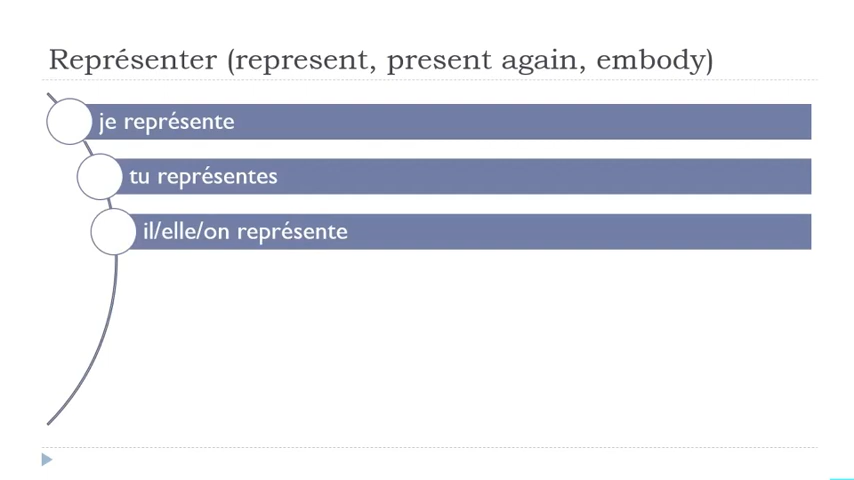 Représenter (represent, present again, embody)
je représente
tu représentes
il/elle/on représente